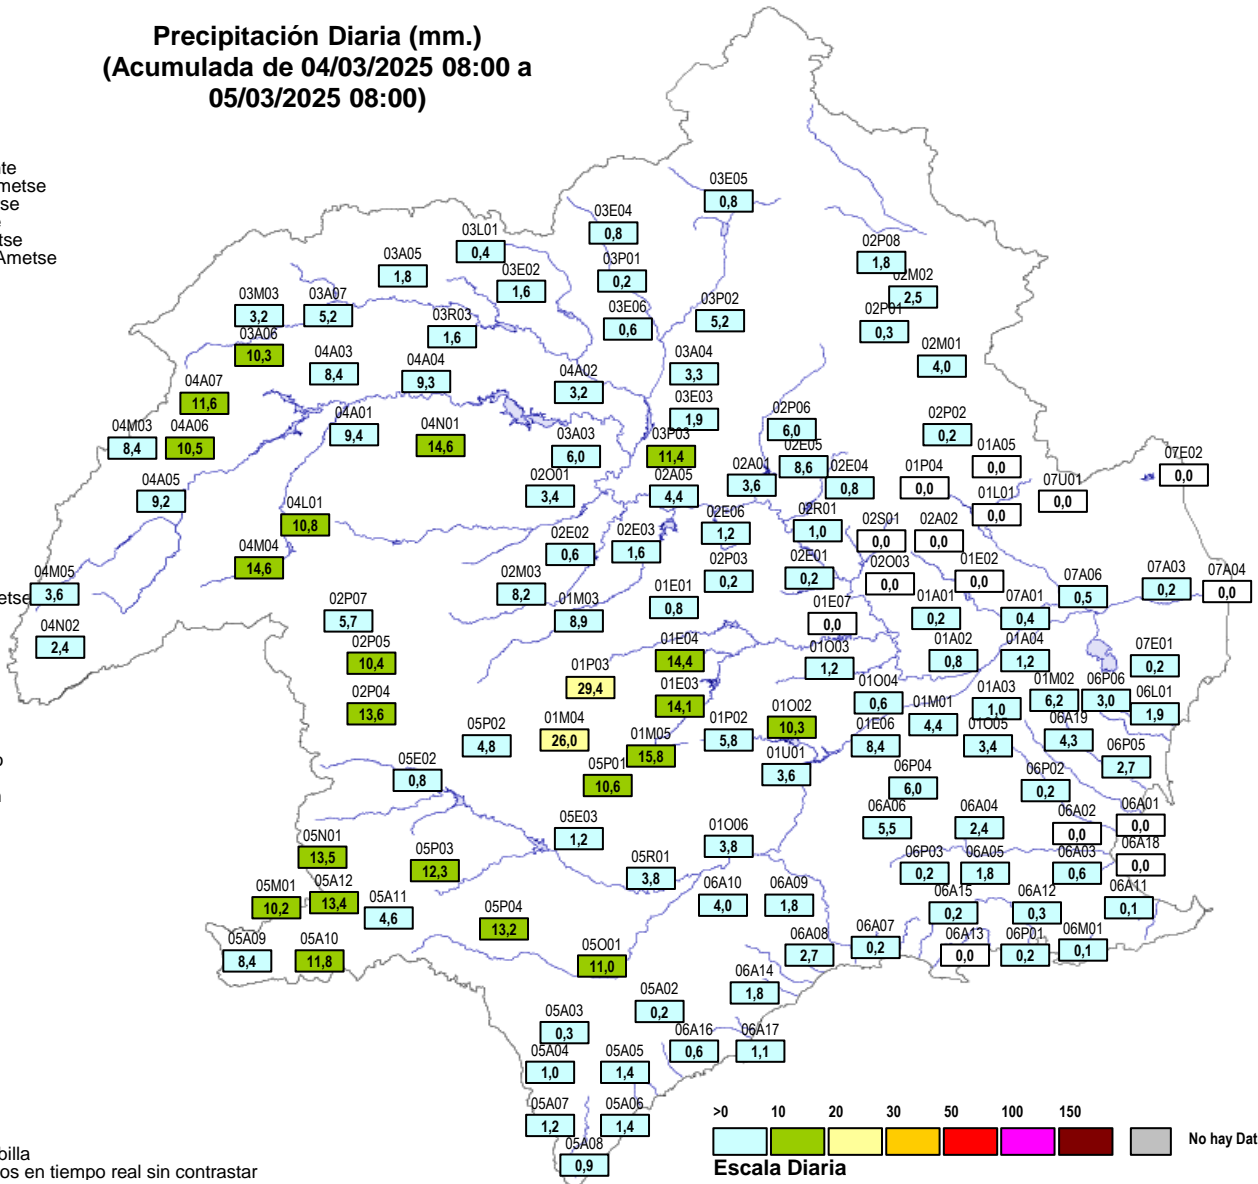 Precipitación Diaria (mm.)
(Acumulada de 04/03/2025 08:00 a
05/03/2025 08:00)
nte
metse
tse
e
tse
Ametse
03E05
0,8
03E04
0,8
03L01
0,4
02P08
1,8
03A05
1,8
03P01
0,2
03E02
1,6
02M02
2,5
03M03
3,2
03A07
5,2
03P02
5,2
03E06
0,6
02P01
0,3
03R03
1,6
03A06
10,3
02M01
4,0
04A03
8,4
04A04
9,3
03A04
3,3
04A02
3,2
04A07
11,6
03E03
1,9
04A01
9,4
02P06
6,0
02P02
0,2
04M03
8,4
04A06
10,5
04N01
14,6
03A03
6,0
03P03
11,4
02E05
8,6
01A05
0,0
07E02
0,0
04A05
9,2
02O01
3,4
02A05
4,4
02A01
3,6
02E04
0,8
01P04
0,0
07U01
0,0
04L01
10,8
01L01
0,0
02E06
1,2
02R01
1,0
02S01
0,0
02A02
0,0
02E02
0,6
02E03
1,6
04M04
14,6
02P03
0,2
02E01
0,2
02O03
0,0
01E02
0,0
04M05
3,6
etse
02M03
8,2
07A06
0,5
07A03
0,2
07A04
0,0
01M03
8,9
01E01
0,8
02P07
5,7
01E07
0,0
01A01
0,2
07A01
0,4
04N02
2,4
02P05
10,4
01E04
14,4
01O03
1,2
01A02
0,8
01A04
1,2
07E01
0,2
01P03
29,4
01E03
14,1
02P04
13,6
01O04
0,6
01A03
1,0
01M02
6,2
06P06
3,0
06L01
1,9
05P02
4,8
01M04
26,0
01P02
5,8
01O02
10,3
01M01
4,4
01E06
8,4
01O05
3,4
06A19
4,3
01M05
15,8
06P05
2,7
05E02
0,8
05P01
10,6
01U01
3,6
06P04
6,0
06P02
0,2
05E03
1,2
06A06
5,5
06A04
2,4
06A02
0,0
06A01
0,0
05N01
13,5
05P03
12,3
01O06
3,8
06A18
0,0
05R01
3,8
06P03
0,2
06A05
1,8
06A03
0,6
05M01
10,2
05A12
13,4
05A11
4,6
06A10
4,0
06A09
1,8
06A15
0,2
06A12
0,3
06A11
0,1
05P04
13,2
05A09
8,4
05A10
11,8
05O01
11,0
06A08
2,7
06A07
0,2
06A13
0,0
06P01
0,2
06M01
0,1
06A14
1,8
05A02
0,2
05A03
0,3
06A16
0,6
06A17
1,1
05A04
1,0
05A05
1,4
05A07
1,2
05A06
1,4
05A08
0,9
>0 10 20 30 50 100 150
No hay Dat
Escala Diaria
billa
os en tiempo real sin contrastar